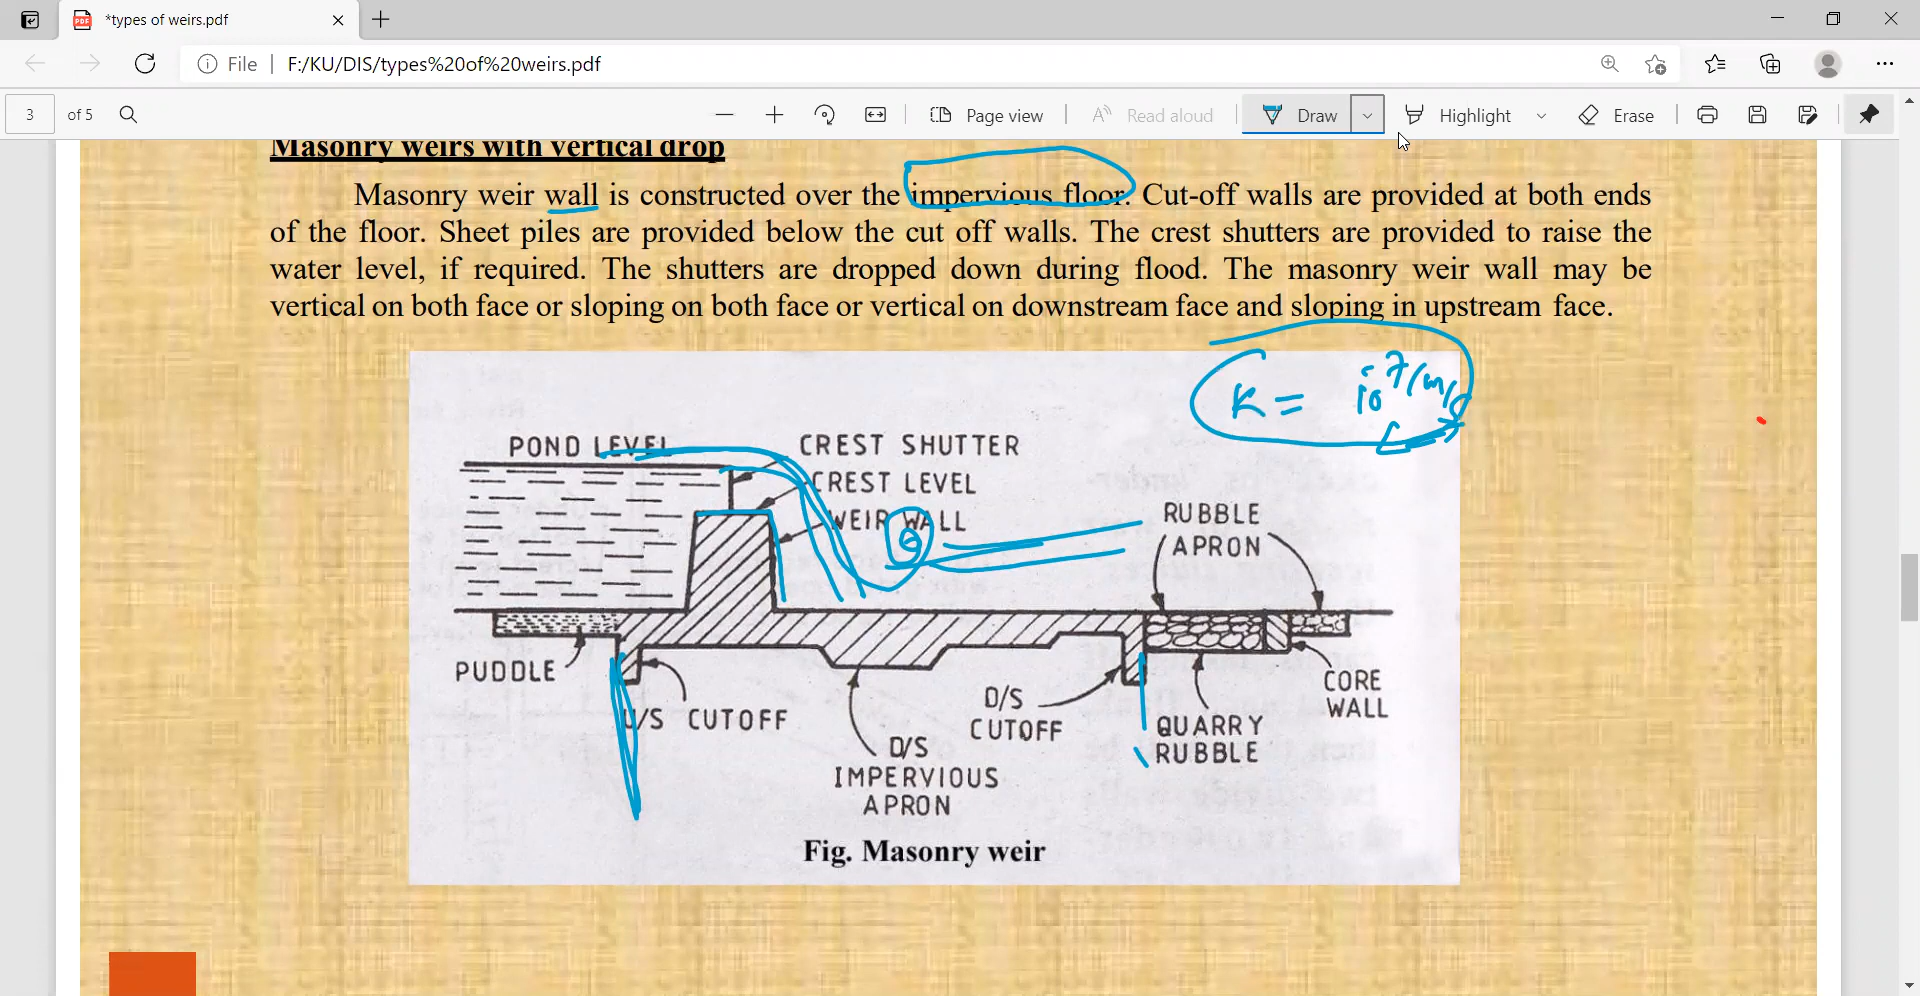 *types of weirs.pdf
File F:/KU/DIS/types%20of%20weirs.pdf
3 of 5 Page view Read aloud Draw Highlight Erase
Masonry weirs with vertical drop
Masonry weir wall is constructed over the impervious floor. Cut-off walls are provided at both ends
of the floor. Sheet piles are provided below the cut off walls. The crest shutters are provided to raise the
water level, if required. The shutters are dropped down during flood. The masonry weir wall may be
vertical on both face or sloping on both face or vertical on downstream face and sloping in upstream face.
K =
POND LEVEL
CREST SHUTTER
CREST LEVEL
WEIR WALL
RUBBLE
APRON
PUDDLE
U/S CUTOFF
D/S
IMPERVIOUS
APRON
D/S
CUTOFF
QUARRY
RUBBLE
CORE
WALL
Fig. Masonry weir